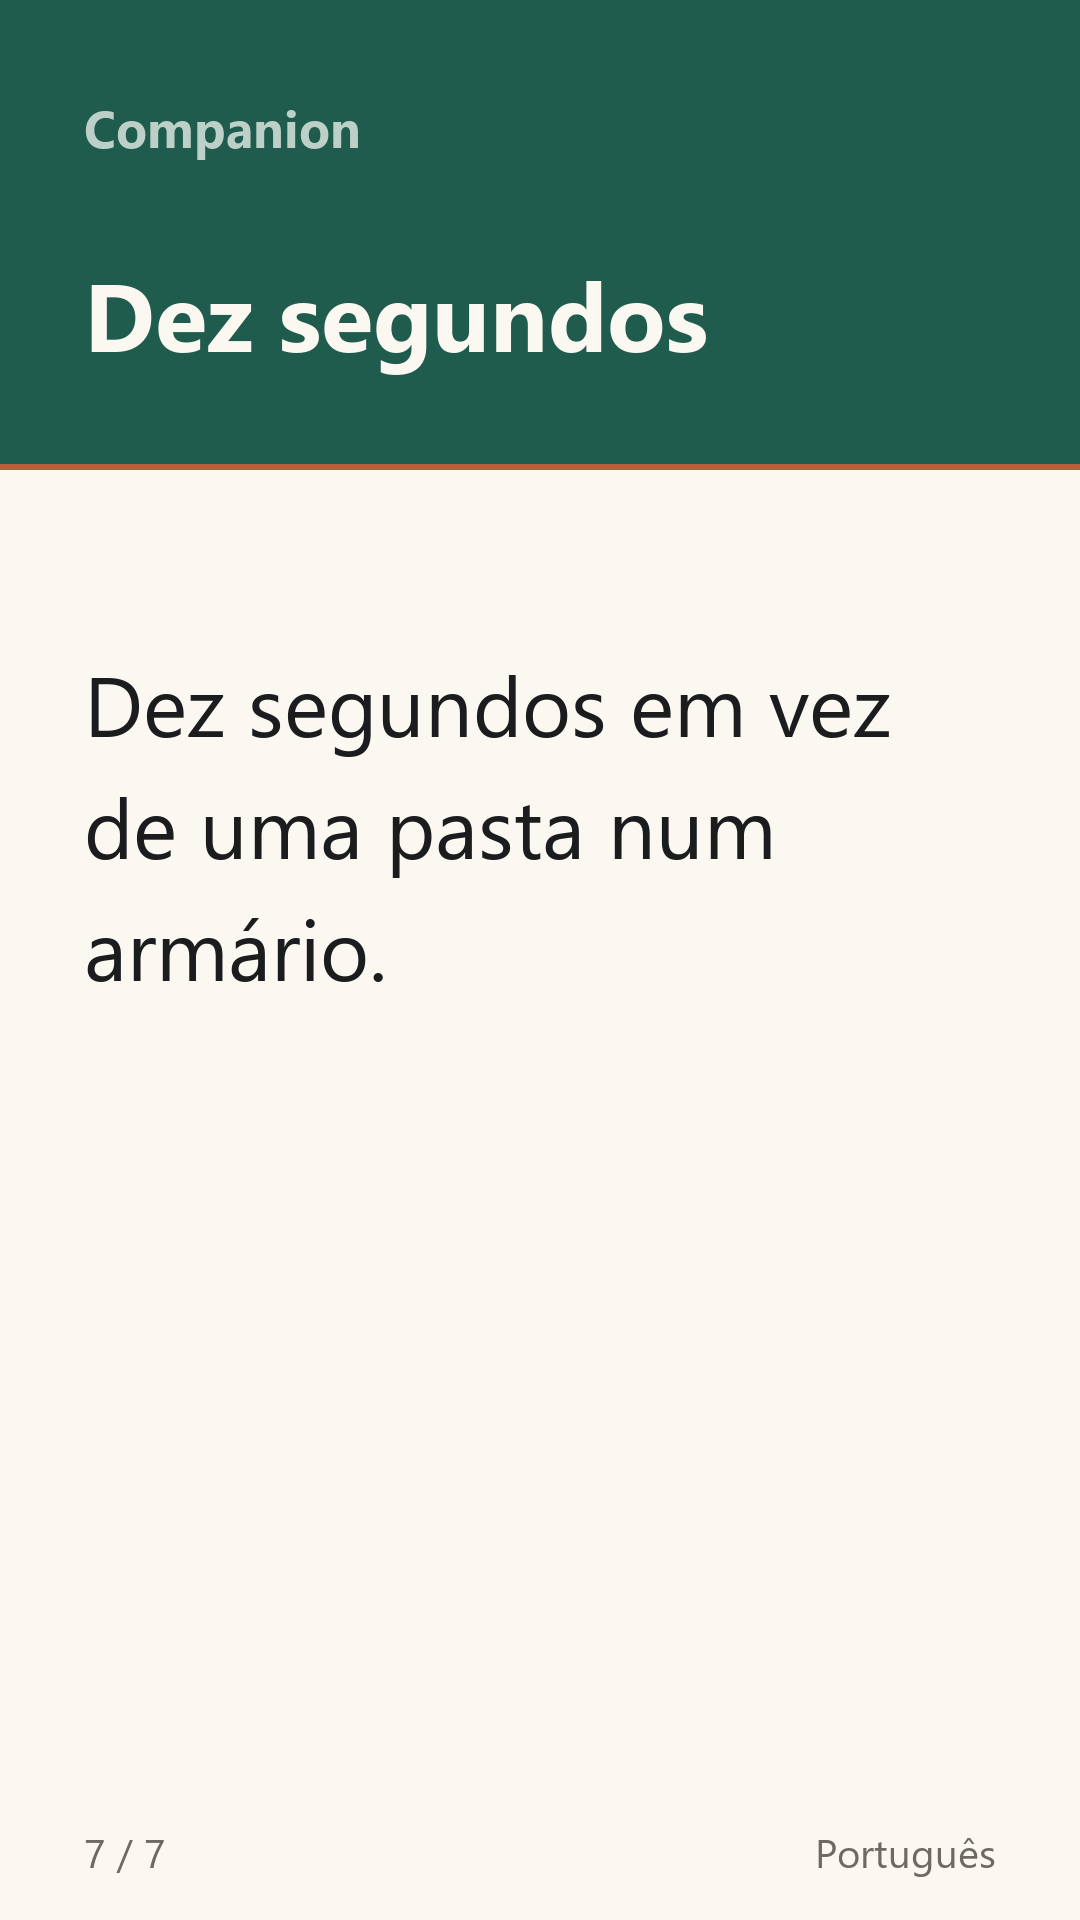 Companion
Dez segundos
Dez segundos em vez
de uma pasta num
armário.
7 / 7
Português